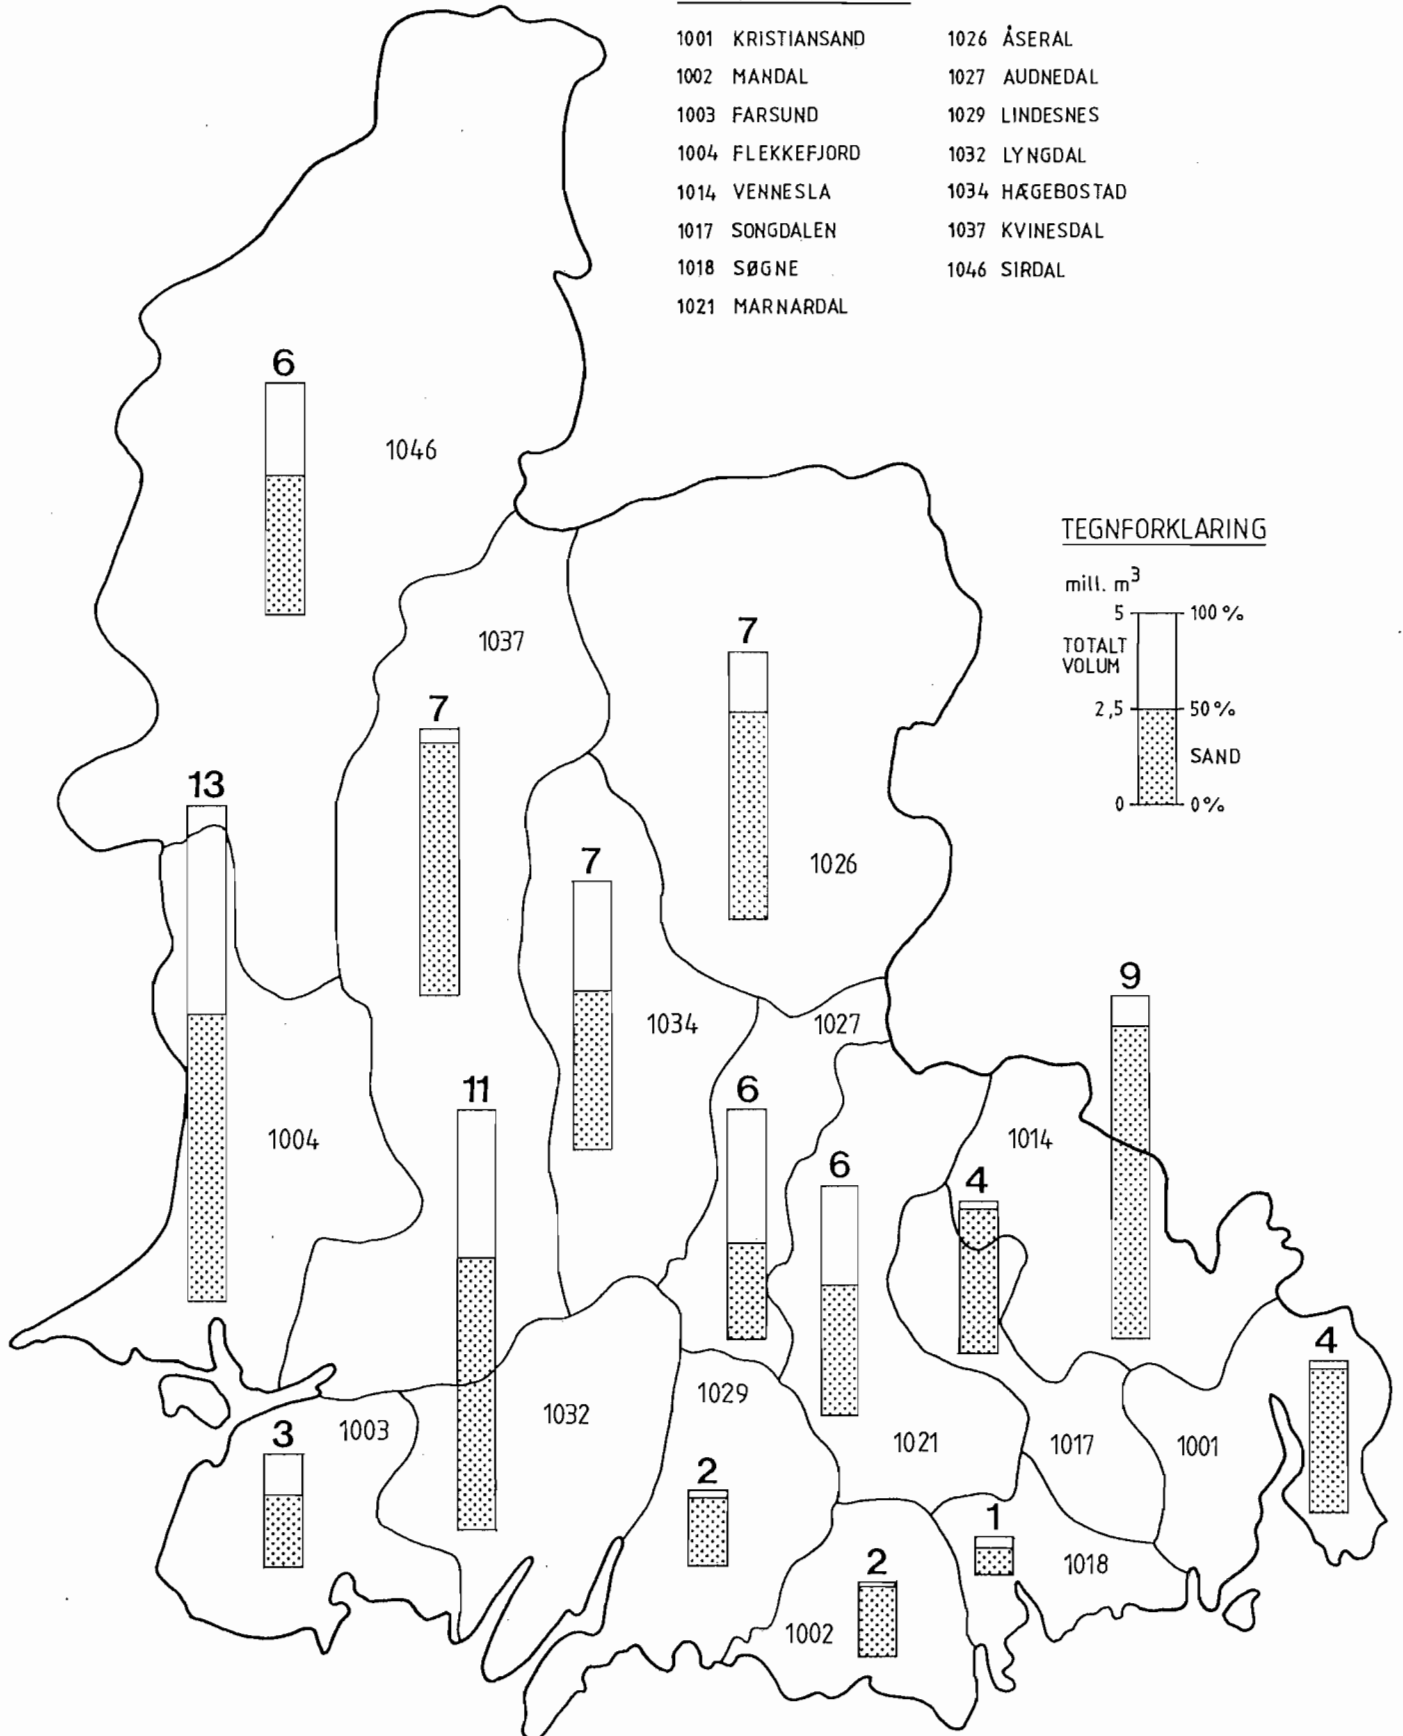 1001 KRISTIANSAND
1002 MANDAL
1003 FARSUND
1004 FLEKKEFJORD
1014 VENNESLA
1017 SONGDALEN
1018 SØGNE
1021 MARNARDAL
1026 ÅSERAL
1027 AUDNEDAL
1029 LINDESNES
1032 LYNGDAL
1034 HÆGEBOSTAD
1037 KVINESDAL
1046 SIRDAL
6
1046
TEGNFORKLARING
mill. m³
5 100 %
TOTALT
VOLUM
2,5 50 %
SAND
0 0 %
1037
7
7
13
7
1026
9
1034
1027
11
6
1004
1014
6
4
4
1029
1032
1003
3
1021
1017
1001
2
1
2
1018
1002